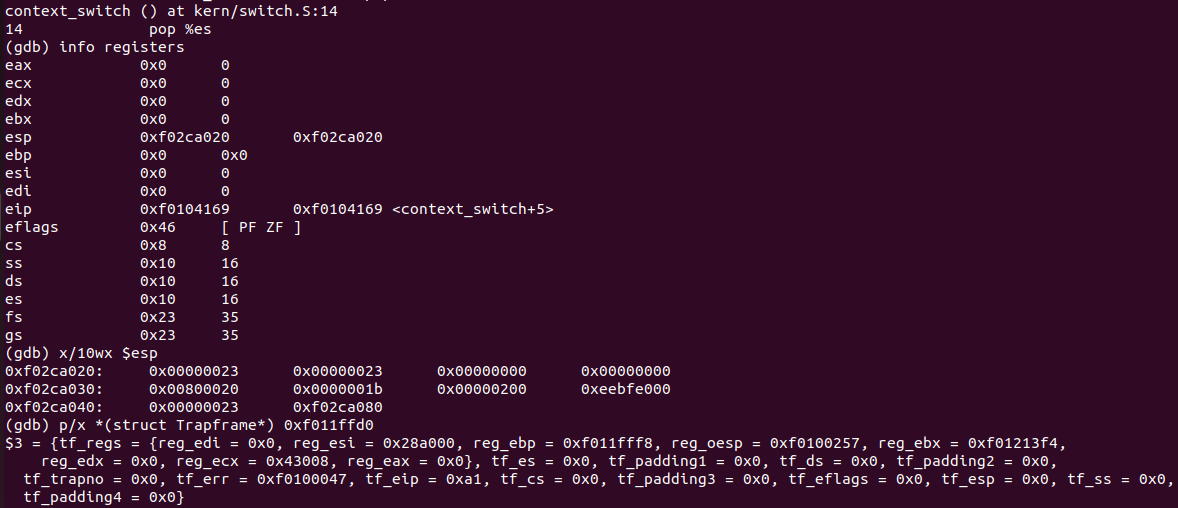 context_switch () at kern/switch.S:14
14 pop %es
(gdb) info registers
eax 0x0 0
ecx 0x0 0
edx 0x0 0
ebx 0x0 0
esp 0xf02ca020 0xf02ca020
ebp 0x0 0x0
esi 0x0 0
edi 0x0 0
eip 0xf0104169 0xf0104169 <context_switch+5>
eflags 0x46 [ PF ZF ]
cs 0x8 8
ss 0x10 16
ds 0x10 16
es 0x10 16
fs 0x23 35
gs 0x23 35
(gdb) x/10wx $esp
0xf02ca020: 0x00000023 0x00000023 0x00000000 0x00000000
0xf02ca030: 0x00800020 0x0000001b 0x00000200 0xeebfe000
0xf02ca040: 0x00000023 0xf02ca080
(gdb) p/x *(struct Trapframe*) 0xf011ffd0
$3 = {tf_regs = {reg_edi = 0x0, reg_esi = 0x28a000, reg_ebp = 0xf011fff8, reg_oesp = 0xf0100257, reg_ebx = 0xf01213f4,
reg_edx = 0x0, reg_ecx = 0x43008, reg_eax = 0x0}, tf_es = 0x0, tf_padding1 = 0x0, tf_ds = 0x0, tf_padding2 = 0x0,
tf_trapno = 0x0, tf_err = 0xf0100047, tf_eip = 0xa1, tf_cs = 0x0, tf_padding3 = 0x0, tf_eflags = 0x0, tf_esp = 0x0, tf_ss = 0x0,
tf_padding4 = 0x0}